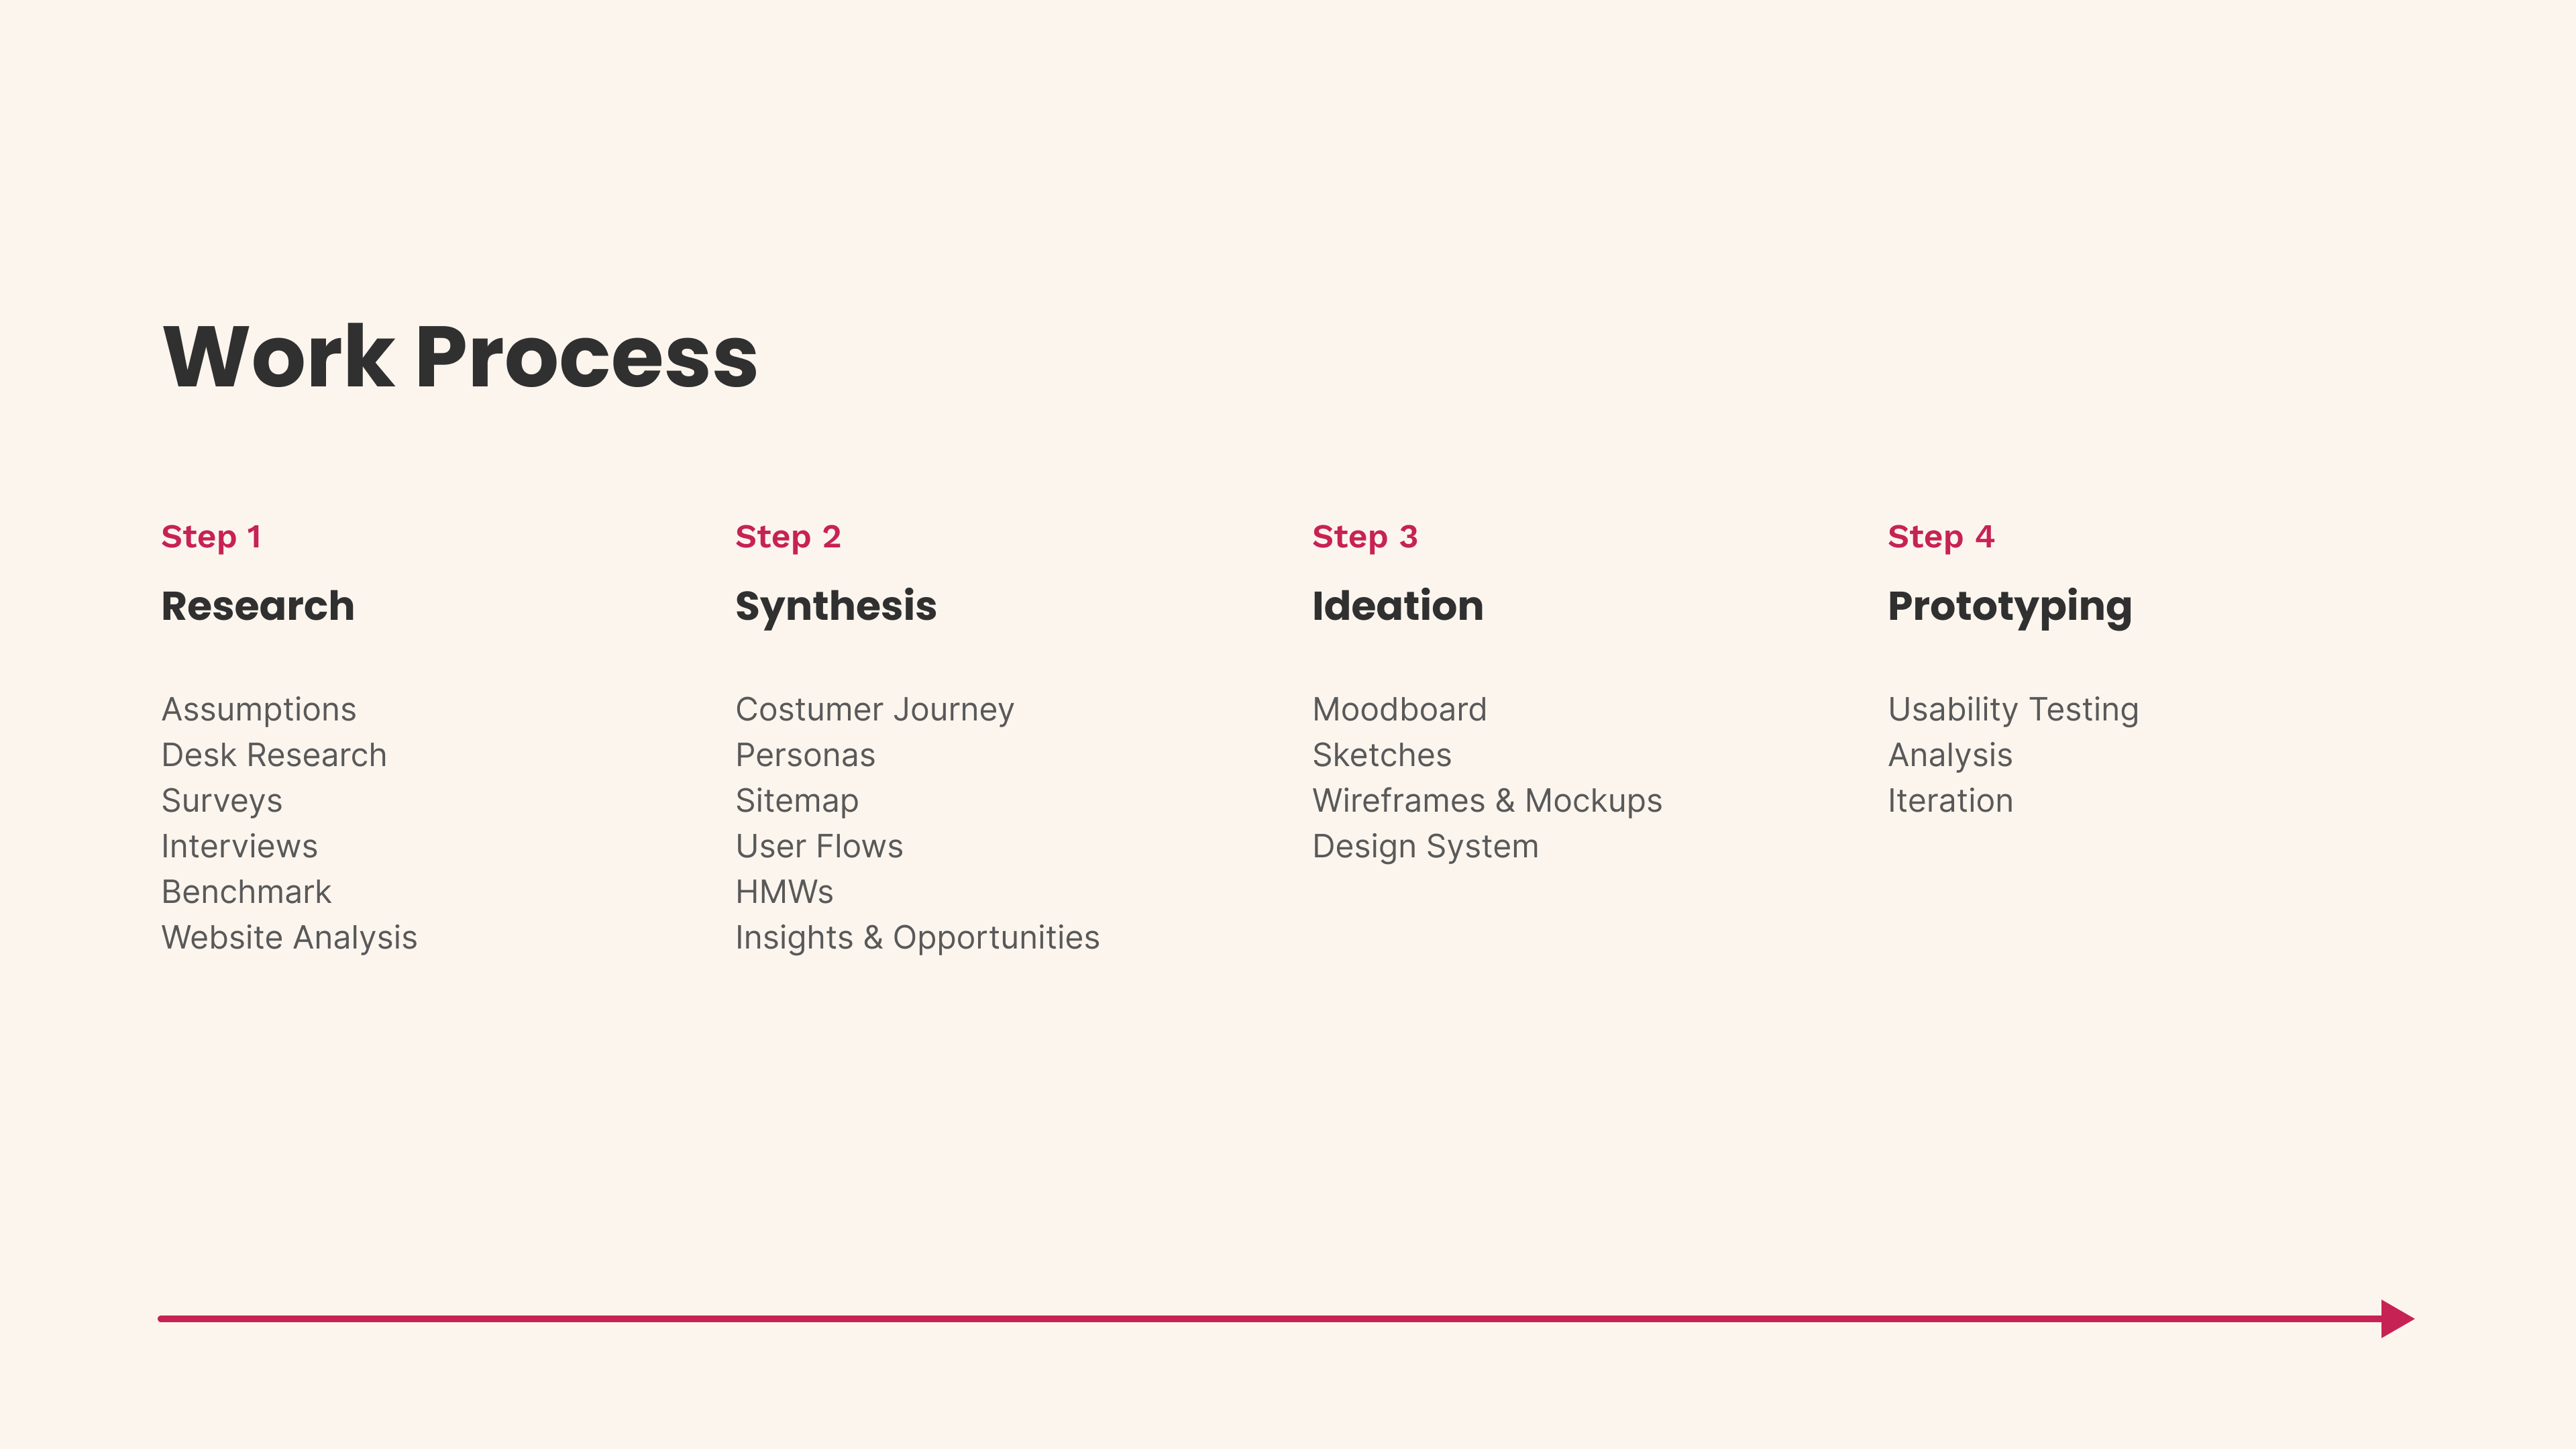 Work Process
Step 1
Research
Assumptions
Desk Research
Surveys
Interviews
Benchmark
Website Analysis
Step 2
Synthesis
Costumer Journey
Personas
Sitemap
User Flows
HMWs
Insights & Opportunities
Step 3
Ideation
Moodboard
Sketches
Wireframes & Mockups
Design System
Step 4
Prototyping
Usability Testing
Analysis
Iteration